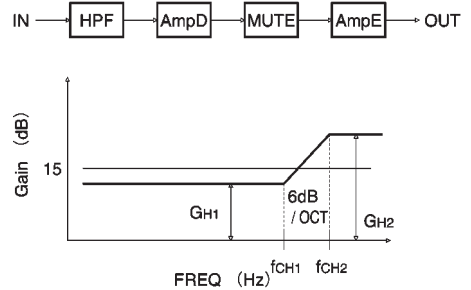 IN HPF AmpD MUTE AmpE OUT
Gain (dB)
15
GH1
6dB
/ OCT
GH2
fCH1 fCH2
FREQ (Hz)